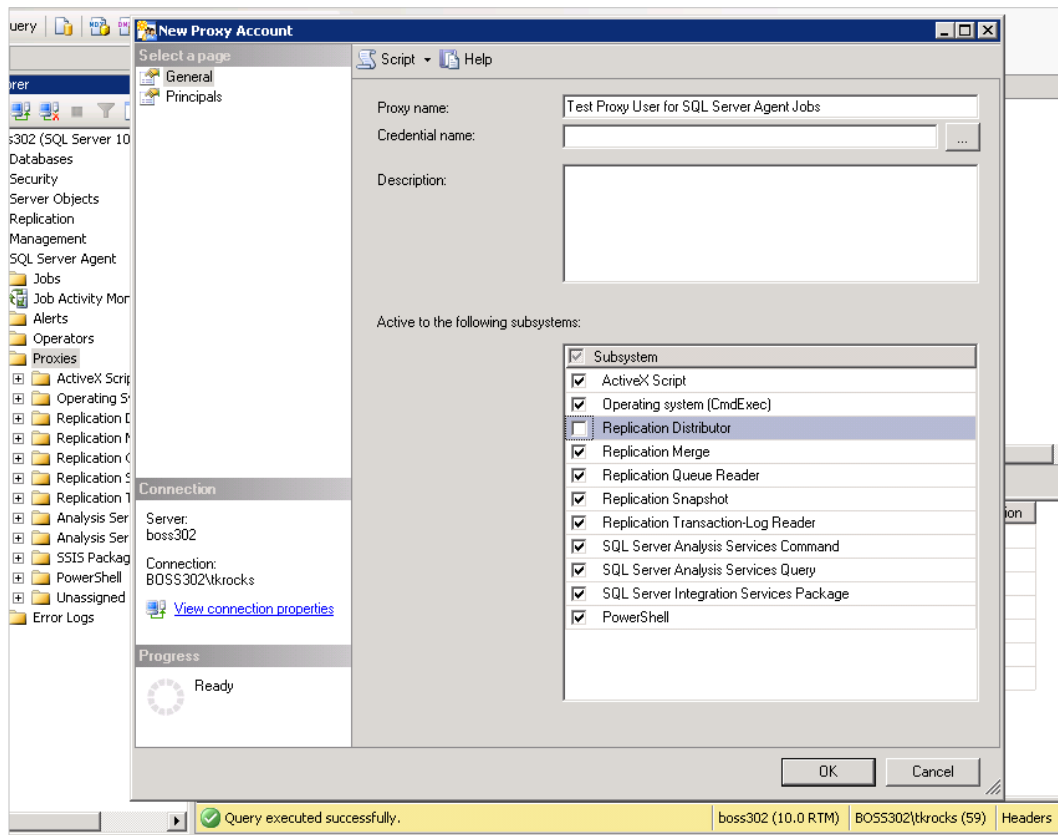 uery
New Proxy Account
Select a page
General
Principals
Script
Help
Proxy name:
Test Proxy User for SQL Server Agent Jobs
Credential name:
...
Description:
Active to the following subsystems:
Subsystem
ActiveX Script
Operating system (CmdExec)
Replication Distributor
Replication Merge
Replication Queue Reader
Replication Snapshot
Replication Transaction-Log Reader
SQL Server Analysis Services Command
SQL Server Analysis Services Query
SQL Server Integration Services Package
PowerShell
Connection
Server:
boss302
Connection:
BOSS302\tkrocks
View connection properties
Progress
Ready
OK
Cancel
rer
s302 (SQL Server 10
Databases
Security
Server Objects
Replication
Management
SQL Server Agent
Jobs
Job Activity Mor
Alerts
Operators
Proxies
ActiveX Scrip
Operating S
Replication
Replication
Replication
Replication
Replication
Analysis Ser
Analysis Ser
SSIS Packag
PowerShell
Unassigned
Error Logs
ion
Query executed successfully.
boss302 (10.0 RTM)
BOSS302\tkrocks (59)
Headers